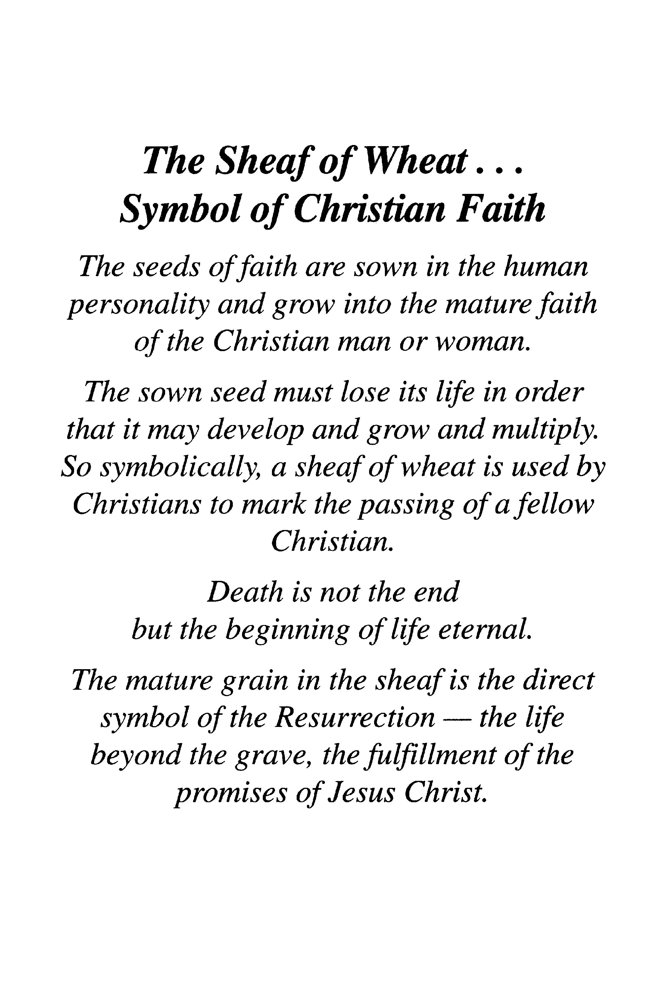 The Sheaf of Wheat . . .
Symbol of Christian Faith
The seeds of faith are sown in the human
personality and grow into the mature faith
of the Christian man or woman.
The sown seed must lose its life in order
that it may develop and grow and multiply.
So symbolically, a sheaf of wheat is used by
Christians to mark the passing of a fellow
Christian.
Death is not the end
but the beginning of life eternal.
The mature grain in the sheaf is the direct
symbol of the Resurrection — the life
beyond the grave, the fulfillment of the
promises of Jesus Christ.